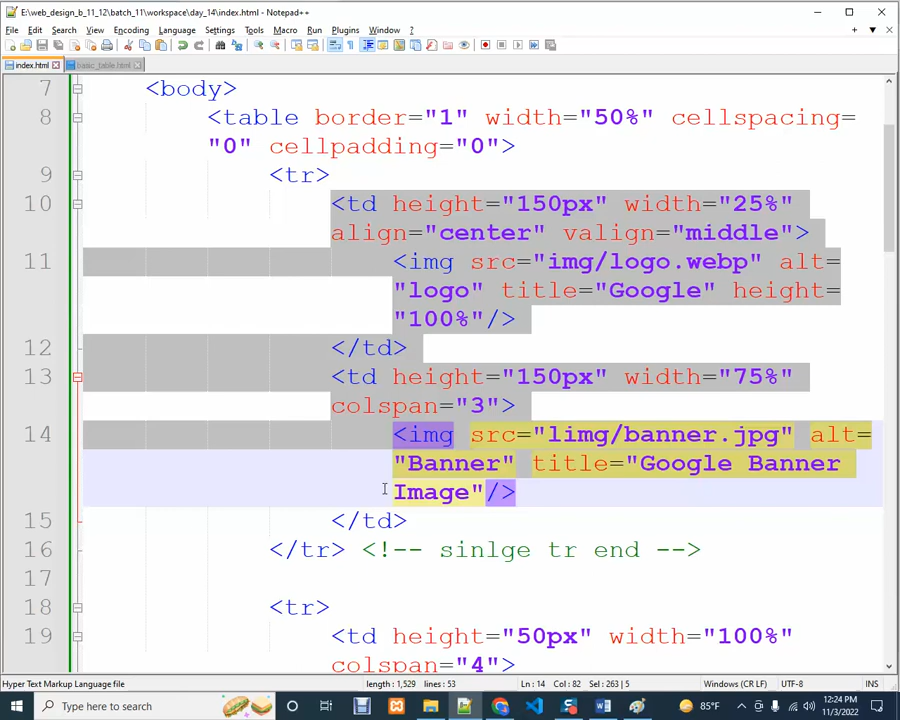 E:\web_design_b_11_12\batch_11\workspace\day_14\index.html - Notepad++
File Edit Search View Encoding Language Settings Tools Macro Run Plugins Window ?
index.html basic_table.html
7 <body>
8 <table border="1" width="50%" cellspacing=
"0" cellpadding="0">
9 <tr>
10 <td height="150px" width="25%"
align="center" valign="middle">
11 <img src="img/logo.webp" alt=
"logo" title="Google" height=
"100%"/>
12 </td>
13 <td height="150px" width="75%"
colspan="3">
14 <img src="limg/banner.jpg" alt=
"Banner" title="Google Banner
Image"/>
15 </td>
16 </tr> <!-- sinlge tr end -->
17
18 <tr>
19 <td height="50px" width="100%"
colspan="4">
Hyper Text Markup Language file length : 1,529 lines : 53 Ln : 14 Col : 82 Sel : 263 | 5 Windows (CR LF) UTF-8 INS
Type here to search 85°F 12:24 PM
11/3/2022